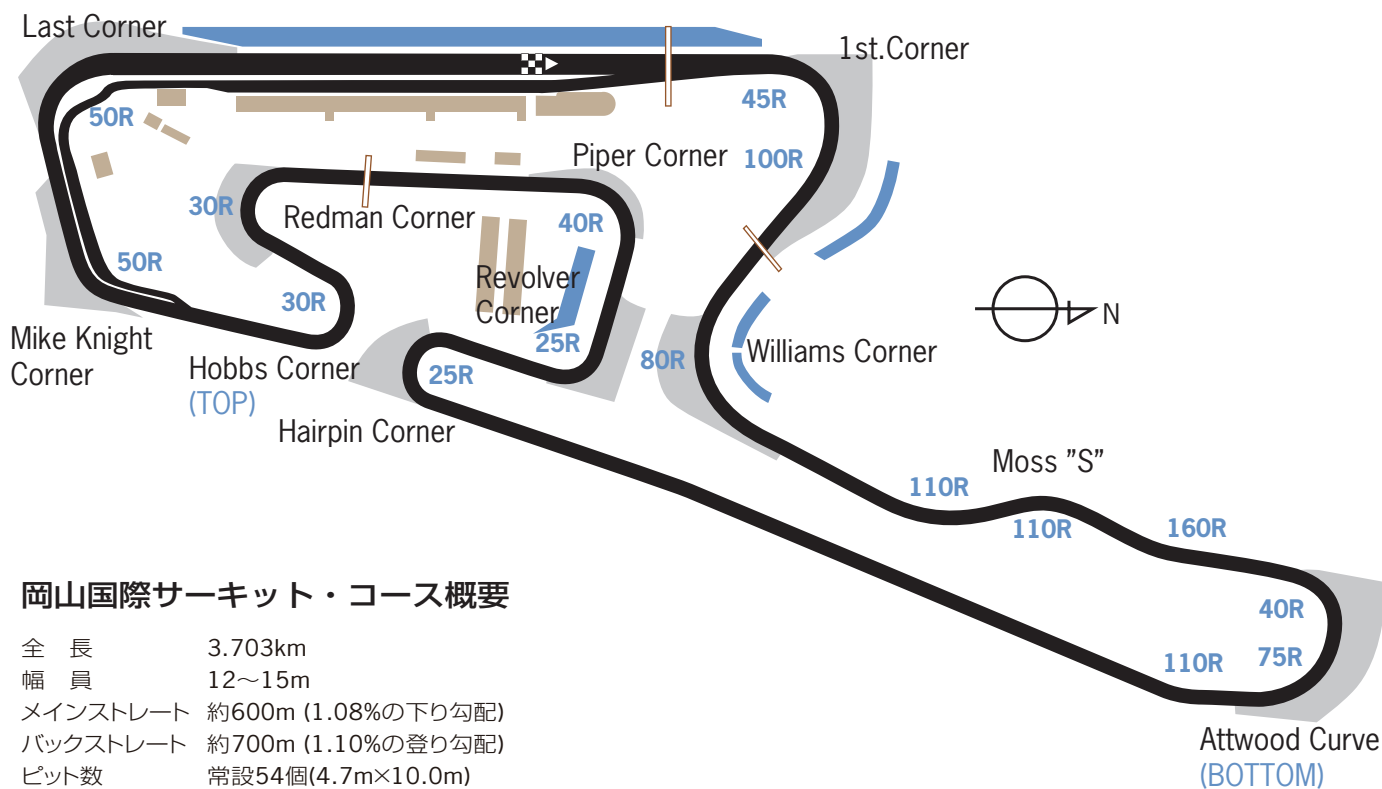 Last Corner
1st.Corner
50R
45R
Piper Corner
100R
30R
Redman Corner
40R
50R
Revolver
Corner
30R
25R
N
Mike Knight
Corner
Hobbs Corner
(TOP)
25R
80R
Williams Corner
Hairpin Corner
Moss ”S”
110R
110R
160R
岡山国際サーキット・コース概要
40R
全 長 3.703km
75R
110R
幅 員 12〜15m
メインストレート 約600m (1.08%の下り勾配)
バックストレート 約700m (1.10%の登り勾配)
ピット数 常設54個(4.7m×10.0m)
Attwood Curve
(BOTTOM)